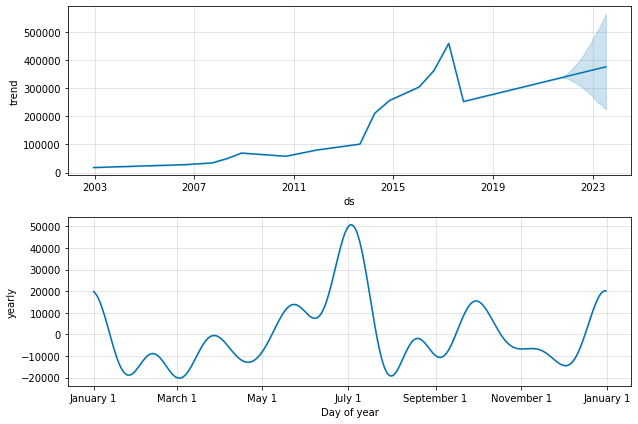 500000
400000
300000
200000
100000
0
trend
2003 2007 2011 2015 2019 2023
ds
50000
40000
30000
20000
10000
0
−10000
−20000
yearly
January 1 March 1 May 1 July 1 September 1 November 1 January 1
Day of year